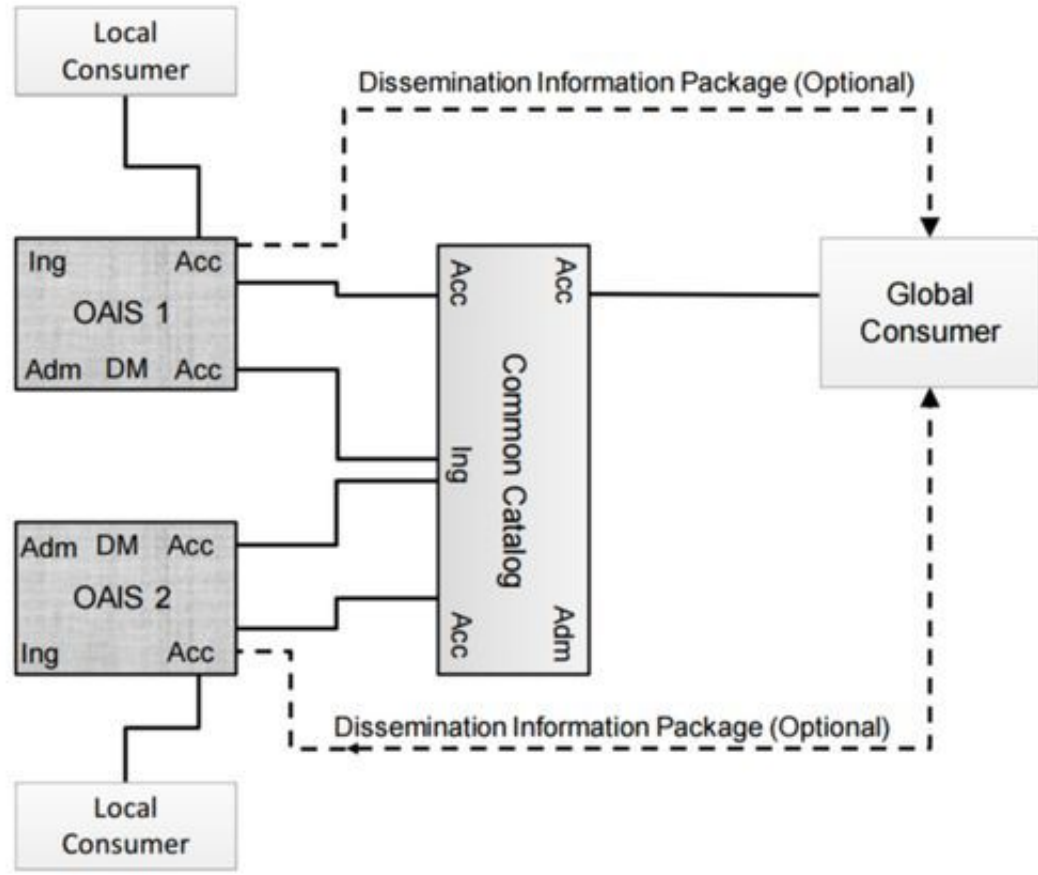 Local
Consumer
Dissemination Information Package (Optional)
Ing Acc
OAIS 1
Adm DM Acc
Acc Acc
Common Catalog
Ing
Acc Adm
Global
Consumer
Adm DM Acc
OAIS 2
Ing Acc
Dissemination Information Package (Optional)
Local
Consumer